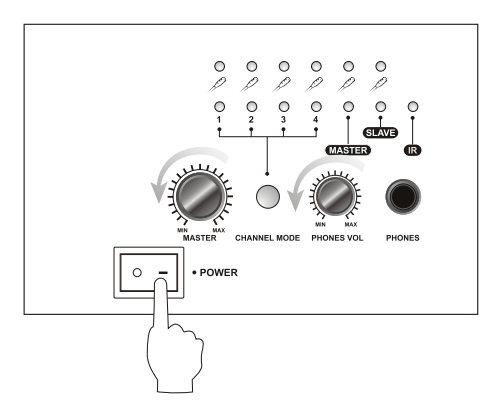 1 2 3 4
SLAVE
MASTER IR
MIN MAX MIN MAX
MASTER CHANNEL MODE PHONES VOL PHONES
POWER